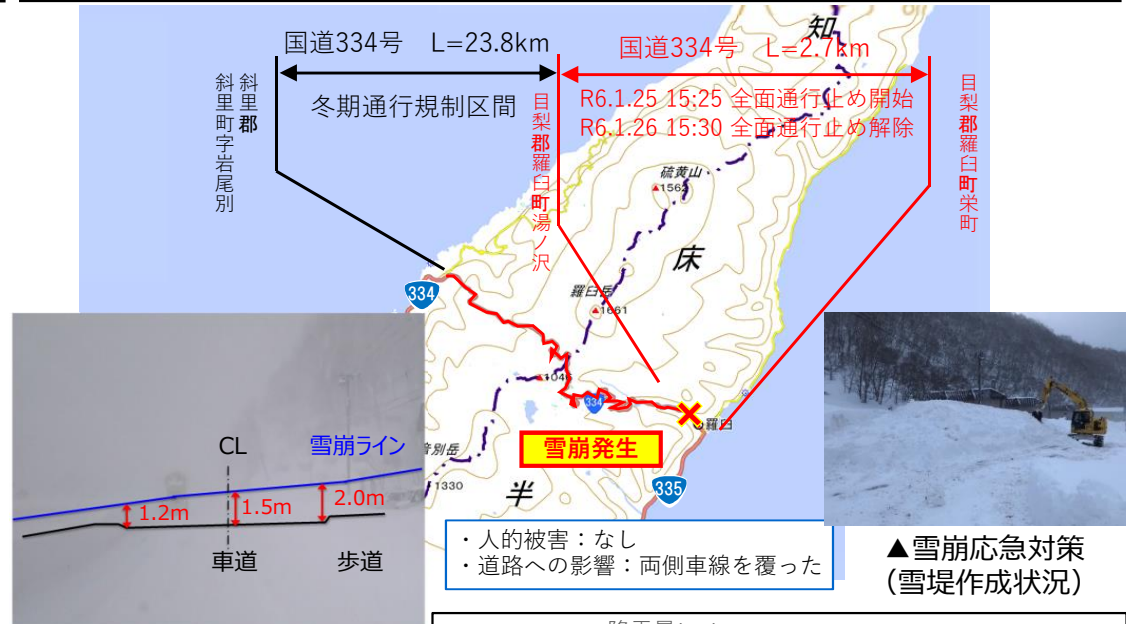 国道334号 L=23.8km
冬期通行規制区間
国道334号 L=2.7km
R6.1.25 15:25 全面通行止め開始
R6.1.26 15:30 全面通行止め解除
斜里郡
斜里町字岩尾別
目梨郡羅臼町湯ノ沢
目梨郡羅臼町栄町
知
硫黄山
1562
床
羅臼岳
1661
334
1046
334
羅臼
雪崩発生
音別岳
1330
半
335
CL
雪崩ライン
1.2m
1.5m
2.0m
車道
歩道
・人的被害：なし
・道路への影響：両側車線を覆った
▲雪崩応急対策
（雪堤作成状況）